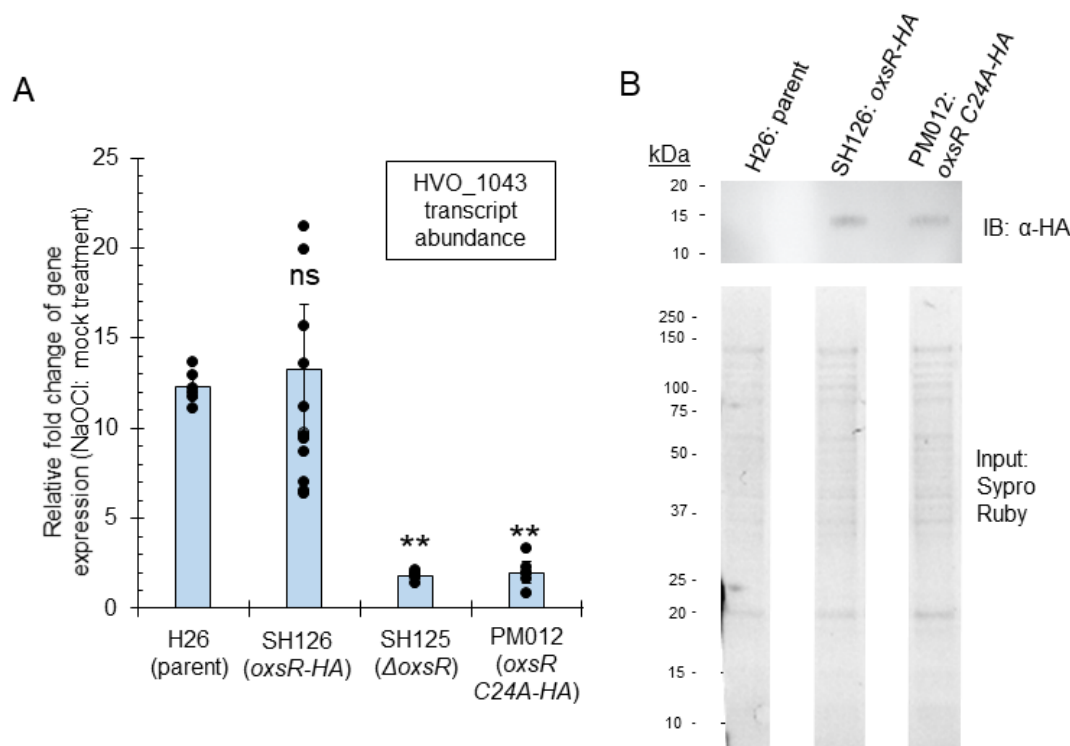 A
Relative fold change of gene
expression (NaOCl: mock treatment)
25
20
15
10
5
0
HVO_1043
transcript
abundance
ns
**
**
H26
(parent)
SH126
(oxsR-HA)
SH125
(ΔoxsR)
PM012
(oxsR
C24A-HA)
B
kDa
H26: parent
SH126: oxsR-HA
PM012:
oxsR C24A-HA
20 -
15 -
10 -
IB: α-HA
250 -
150 -
100 -
75 -
50 -
37 -
25 -
20 -
15 -
10 -
Input:
Sypro
Ruby